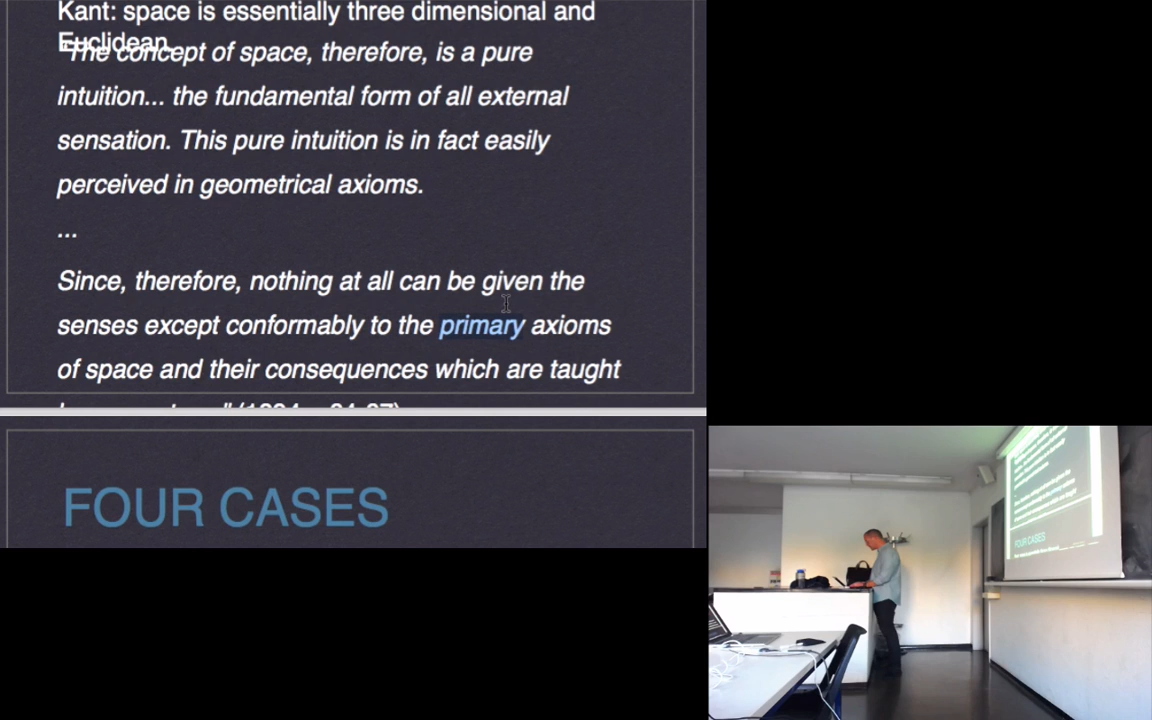 Kant: space is essentially three dimensional and
Euclidean.
"The concept of space, therefore, is a pure
intuition... the fundamental form of all external
sensation. This pure intuition is in fact easily
perceived in geometrical axioms.
...
Since, therefore, nothing at all can be given the
senses except conformably to the primary axioms
of space and their consequences which are taught
FOUR CASES
FOUR CASES